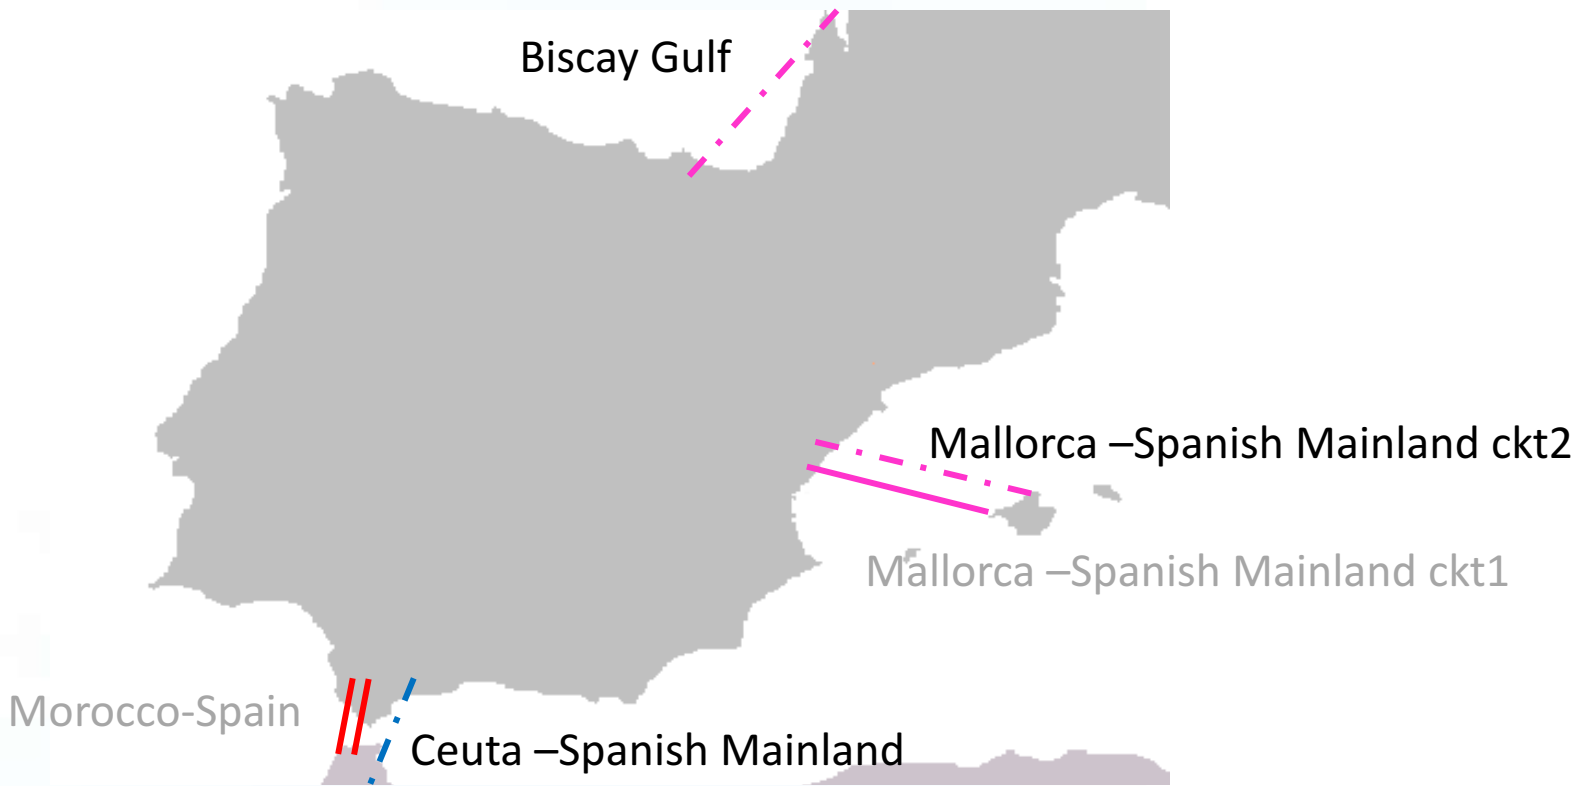 Biscay Gulf
Mallorca –Spanish Mainland ckt2
Mallorca –Spanish Mainland ckt1
Morocco-Spain
Ceuta –Spanish Mainland